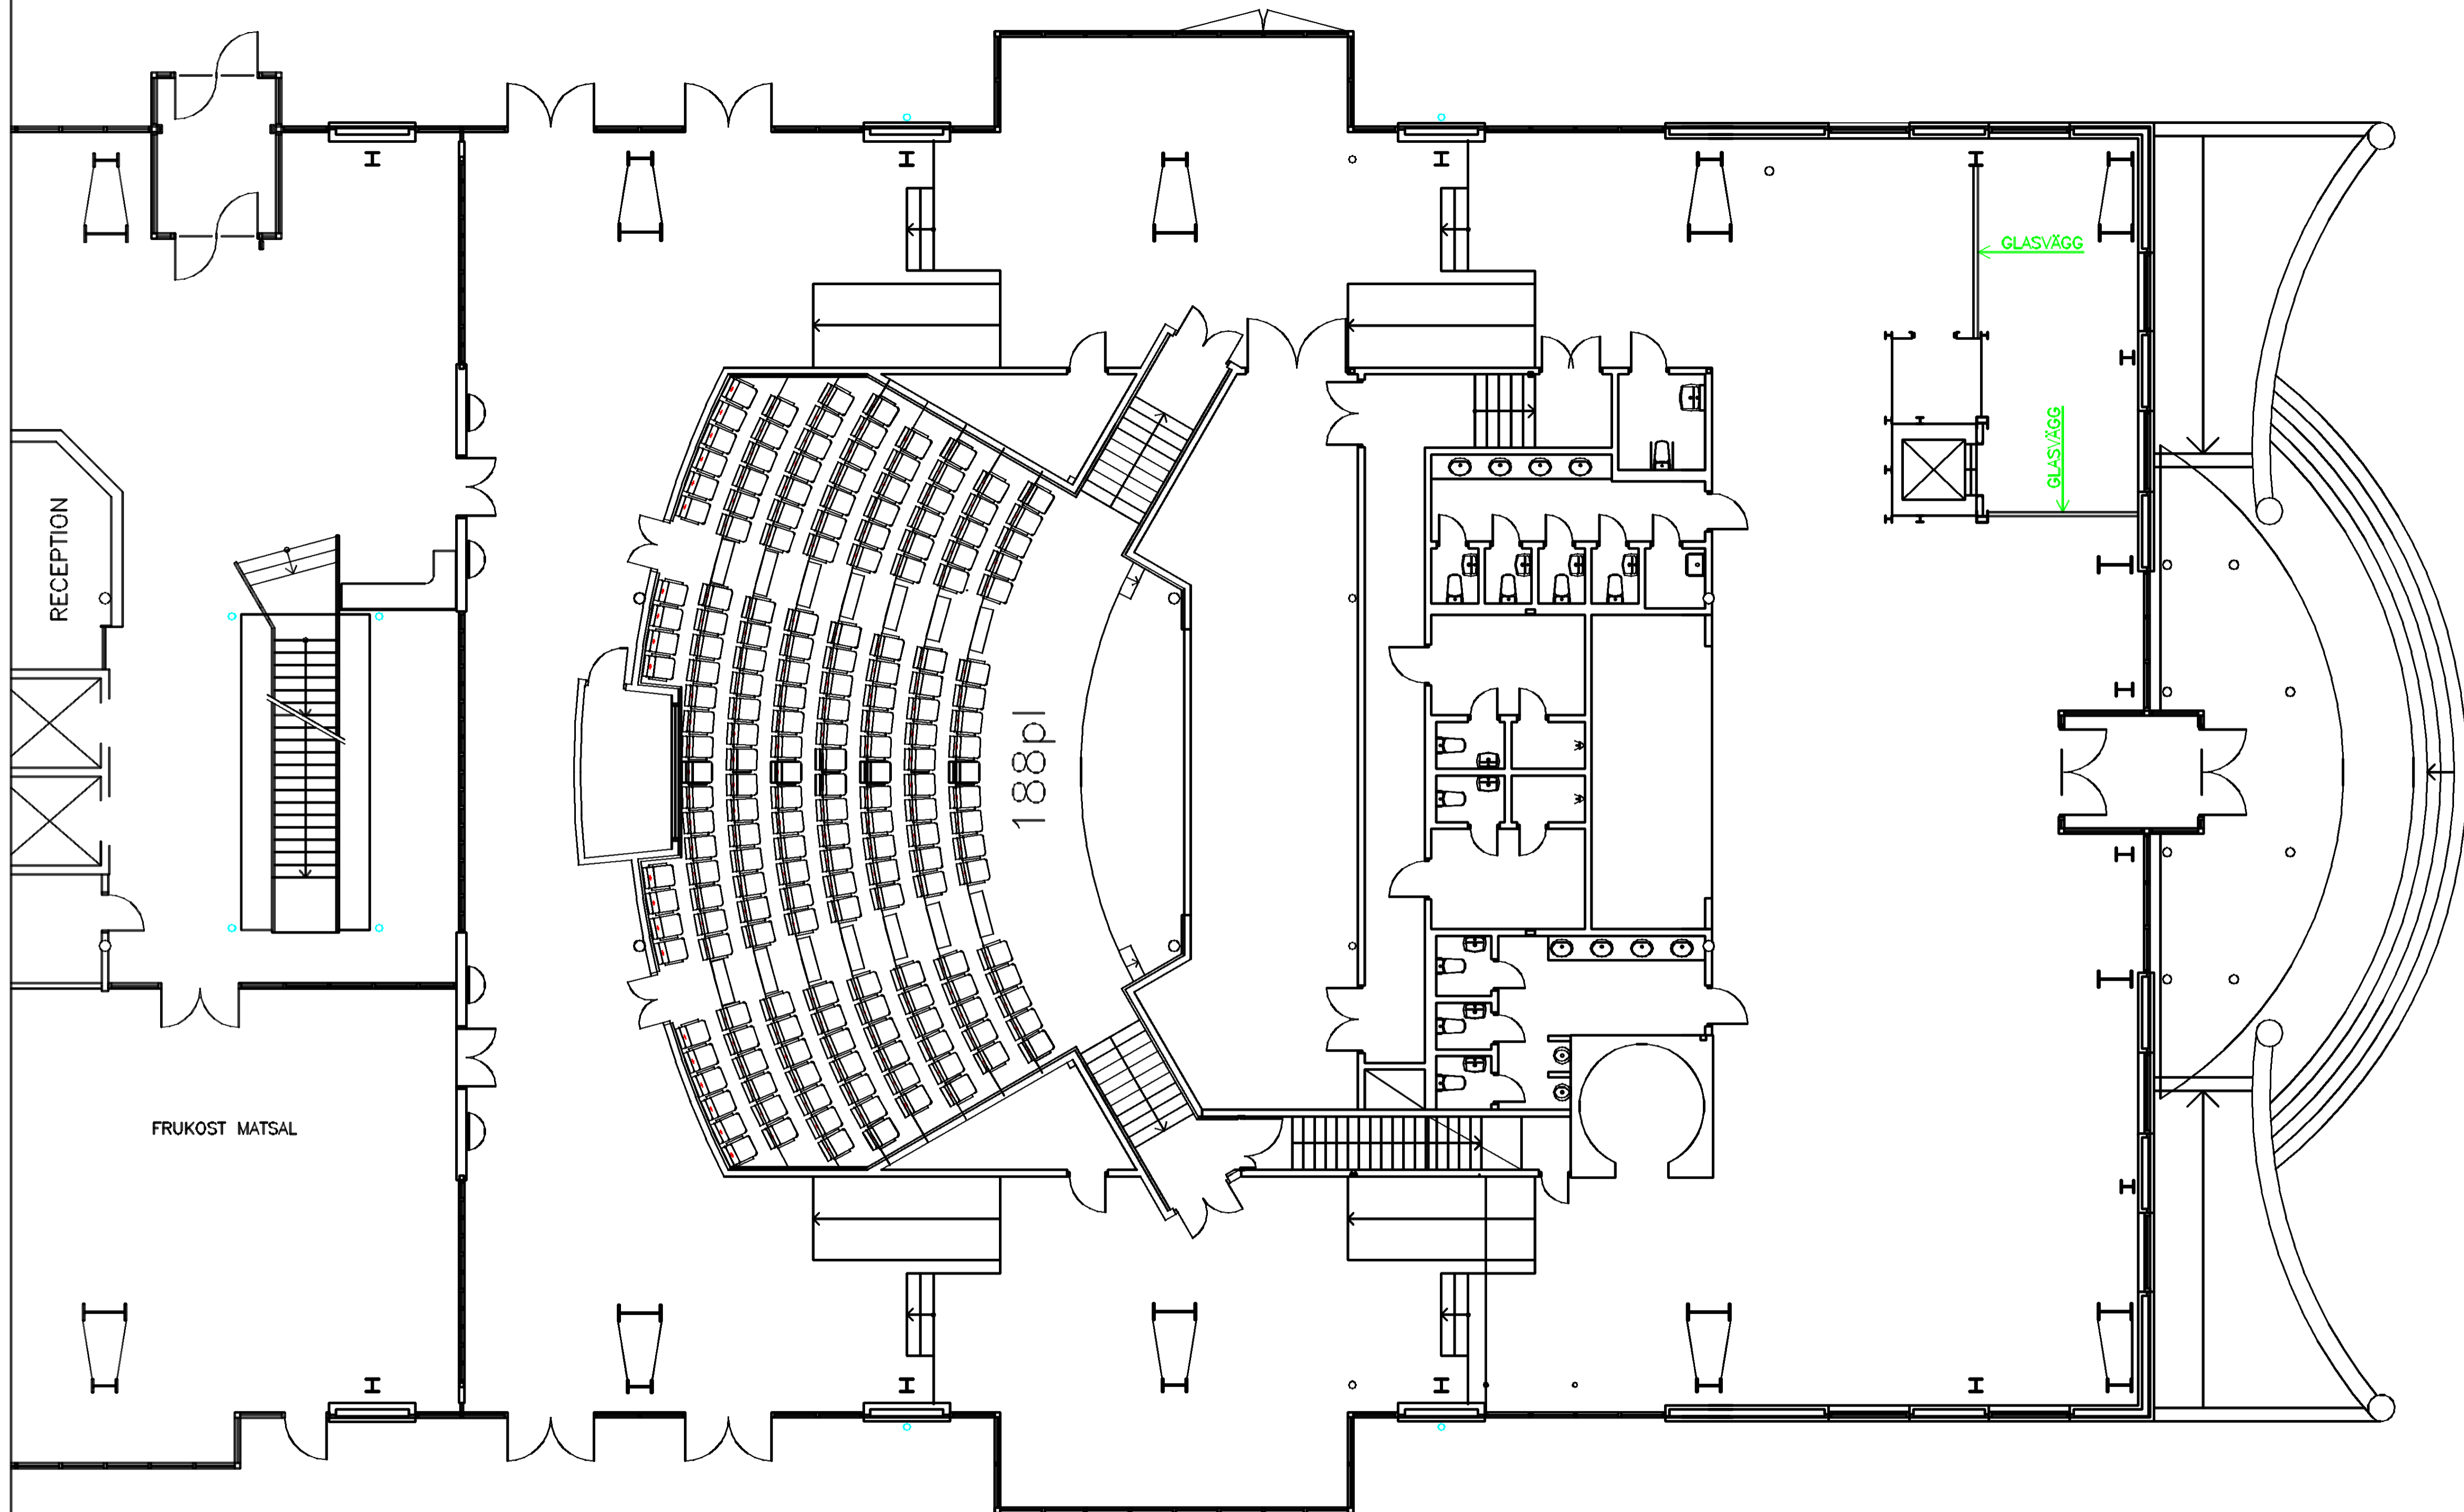 GLASVÄGG
GLASVÄGG
RECEPTION
188pl
FRUKOST MATSAL